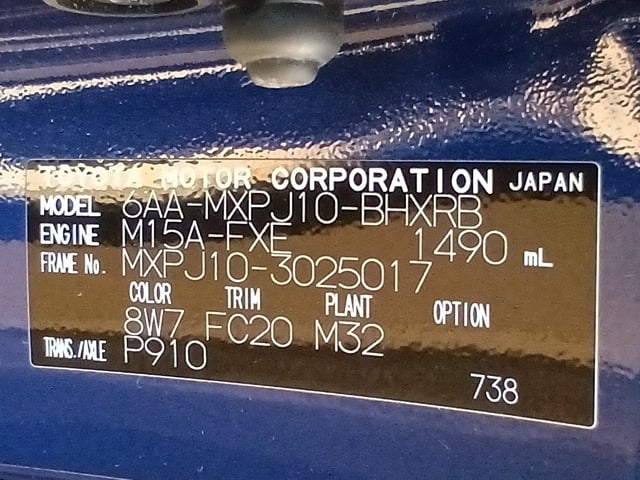 TOYOTA MOTOR CORPORATION JAPAN
MODEL 6AA-MXPJ10-BHXRB
ENGINE M15A-FXE 1490 mL
FRAME No. MXPJ10-3025017
COLOR TRIM PLANT OPTION
8W7 FC20 M32
TRANS./AXLE P910
738